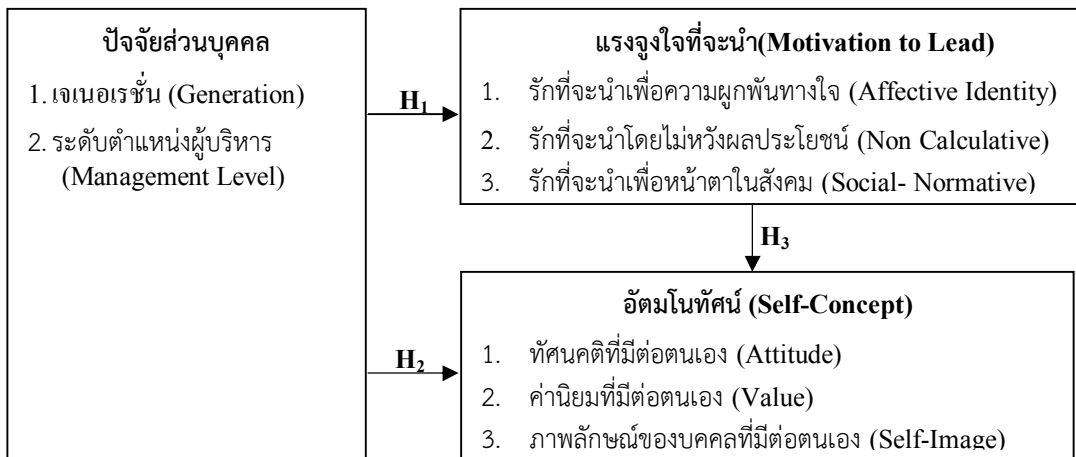 ปัจจัยส่วนบุคคล
1. เจเนอเรชั่น (Generation)
2. ระดับตำแหน่งผู้บริหาร
(Management Level)
H1
แรงจูงใจที่จะนำ(Motivation to Lead)
1. รักที่จะนำเพื่อความผูกพันทางใจ (Affective Identity)
2. รักที่จะนำโดยไม่หวังผลประโยชน์ (Non Calculative)
3. รักที่จะนำเพื่อหน้าตาในสังคม (Social- Normative)
H3
H2
อัตมโนทัศน์ (Self-Concept)
1. ทัศนคติที่มีต่อตนเอง (Attitude)
2. ค่านิยมที่มีต่อตนเอง (Value)
3. ภาพลักษณ์ของบุคคลที่มีต่อตนเอง (Self-Image)